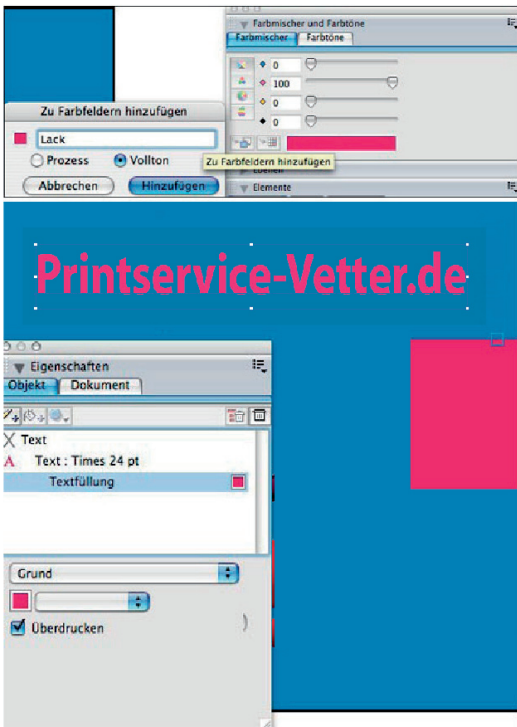 Farbmischer und Farbtöne
Farbmischer Farbtöne
0
100
0
0
Zu Farbfeldern hinzufügen
Lack
Prozess Vollton
Zu Farbfeldern hinzufügen
Abbrechen Hinzufügen
Ebenen
Elemente
Printservice-Vetter.de
Eigenschaften
Objekt Dokument
Text
A Text : Times 24 pt
Textfüllung
Grund
Überdrucken